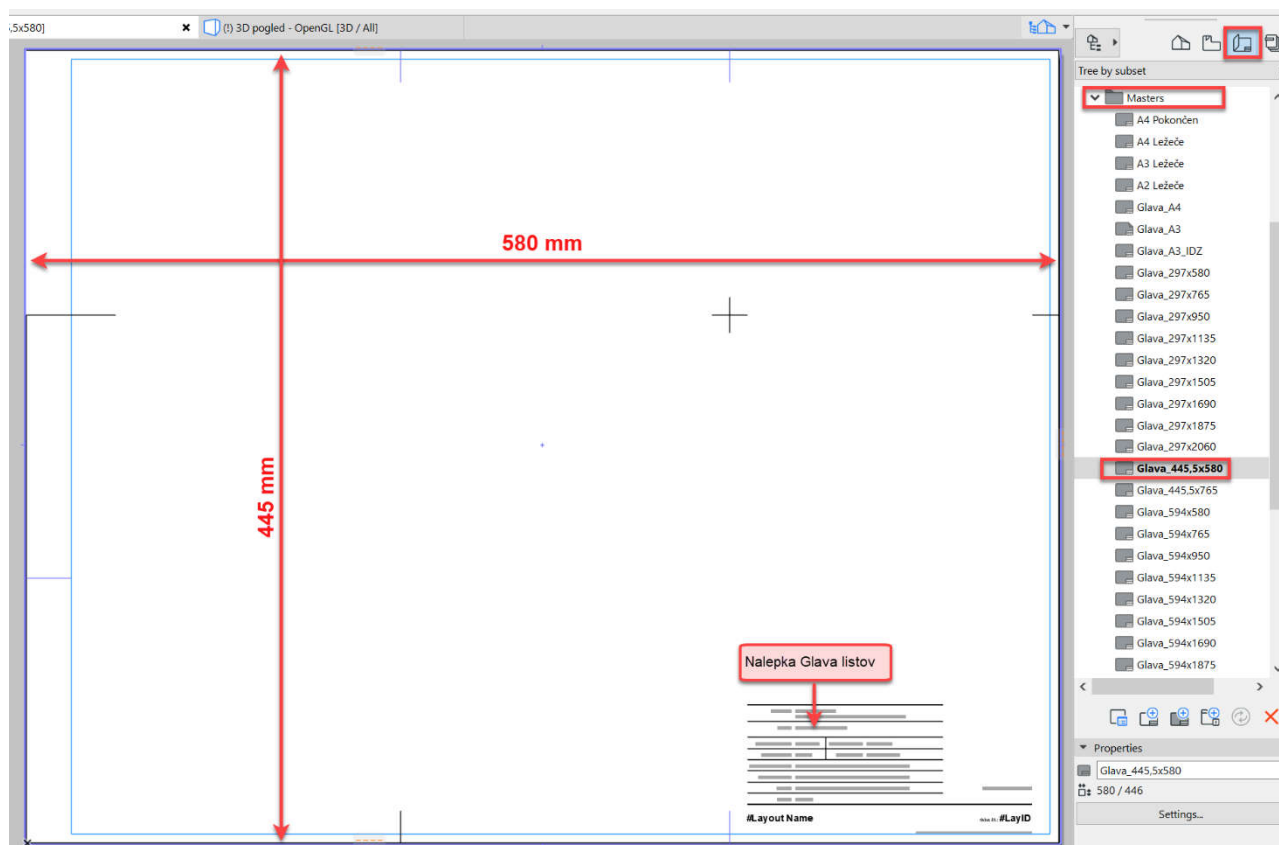 ,5x580]
(!) 3D pogled - OpenGL [3D / All]
Tree by subset
Masters
A4 Pokončen
A4 Ležeče
A3 Ležeče
A2 Ležeče
Glava_A4
Glava_A3
Glava_A3_IDZ
Glava_297x580
Glava_297x765
Glava_297x950
Glava_297x1135
Glava_297x1320
Glava_297x1505
Glava_297x1690
Glava_297x1875
Glava_297x2060
Glava_445,5x580
Glava_445,5x765
Glava_594x580
Glava_594x765
Glava_594x950
Glava_594x1135
Glava_594x1320
Glava_594x1505
Glava_594x1690
Glava_594x1875
Properties
Glava_445,5x580
580 / 446
Settings...
580 mm
445 mm
Nalepka Glava listov
#Layout Name
#LayID